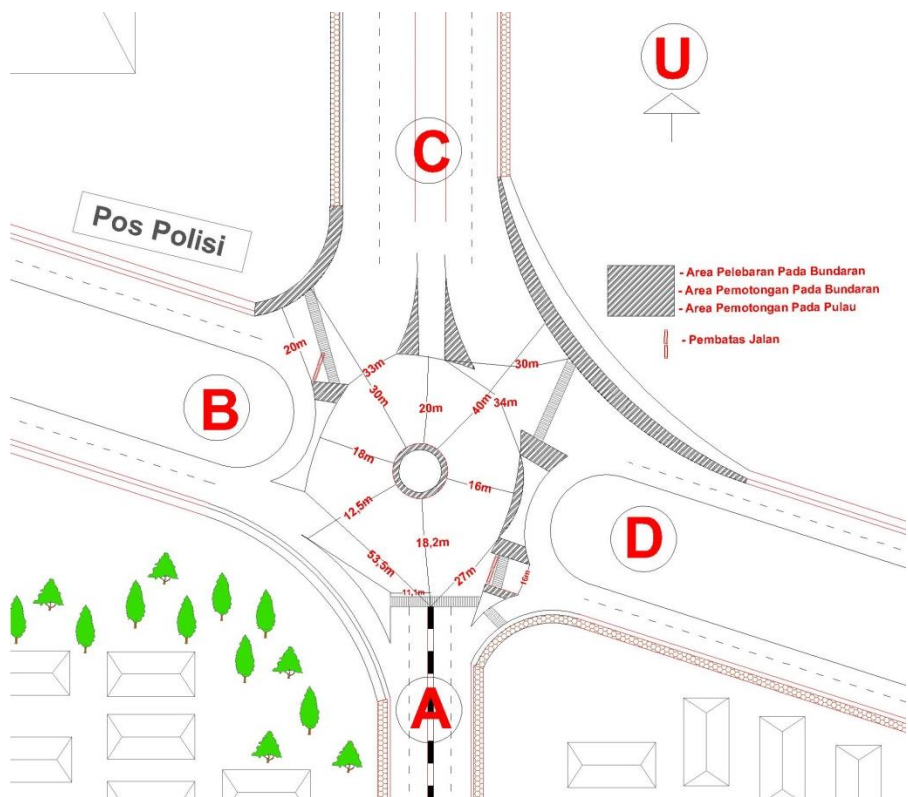 U
C
Pos Polisi
- Area Pelebaran Pada Bundaran
- Area Pemotongan Pada Bundaran
- Area Pemotongan Pada Pulau
- Pembatas Jalan
20m
33m
30m
30m
20m
40m
34m
B
18m
16m
12,5m
18,2m
D
53,5m
27m
16m
11,1m
A